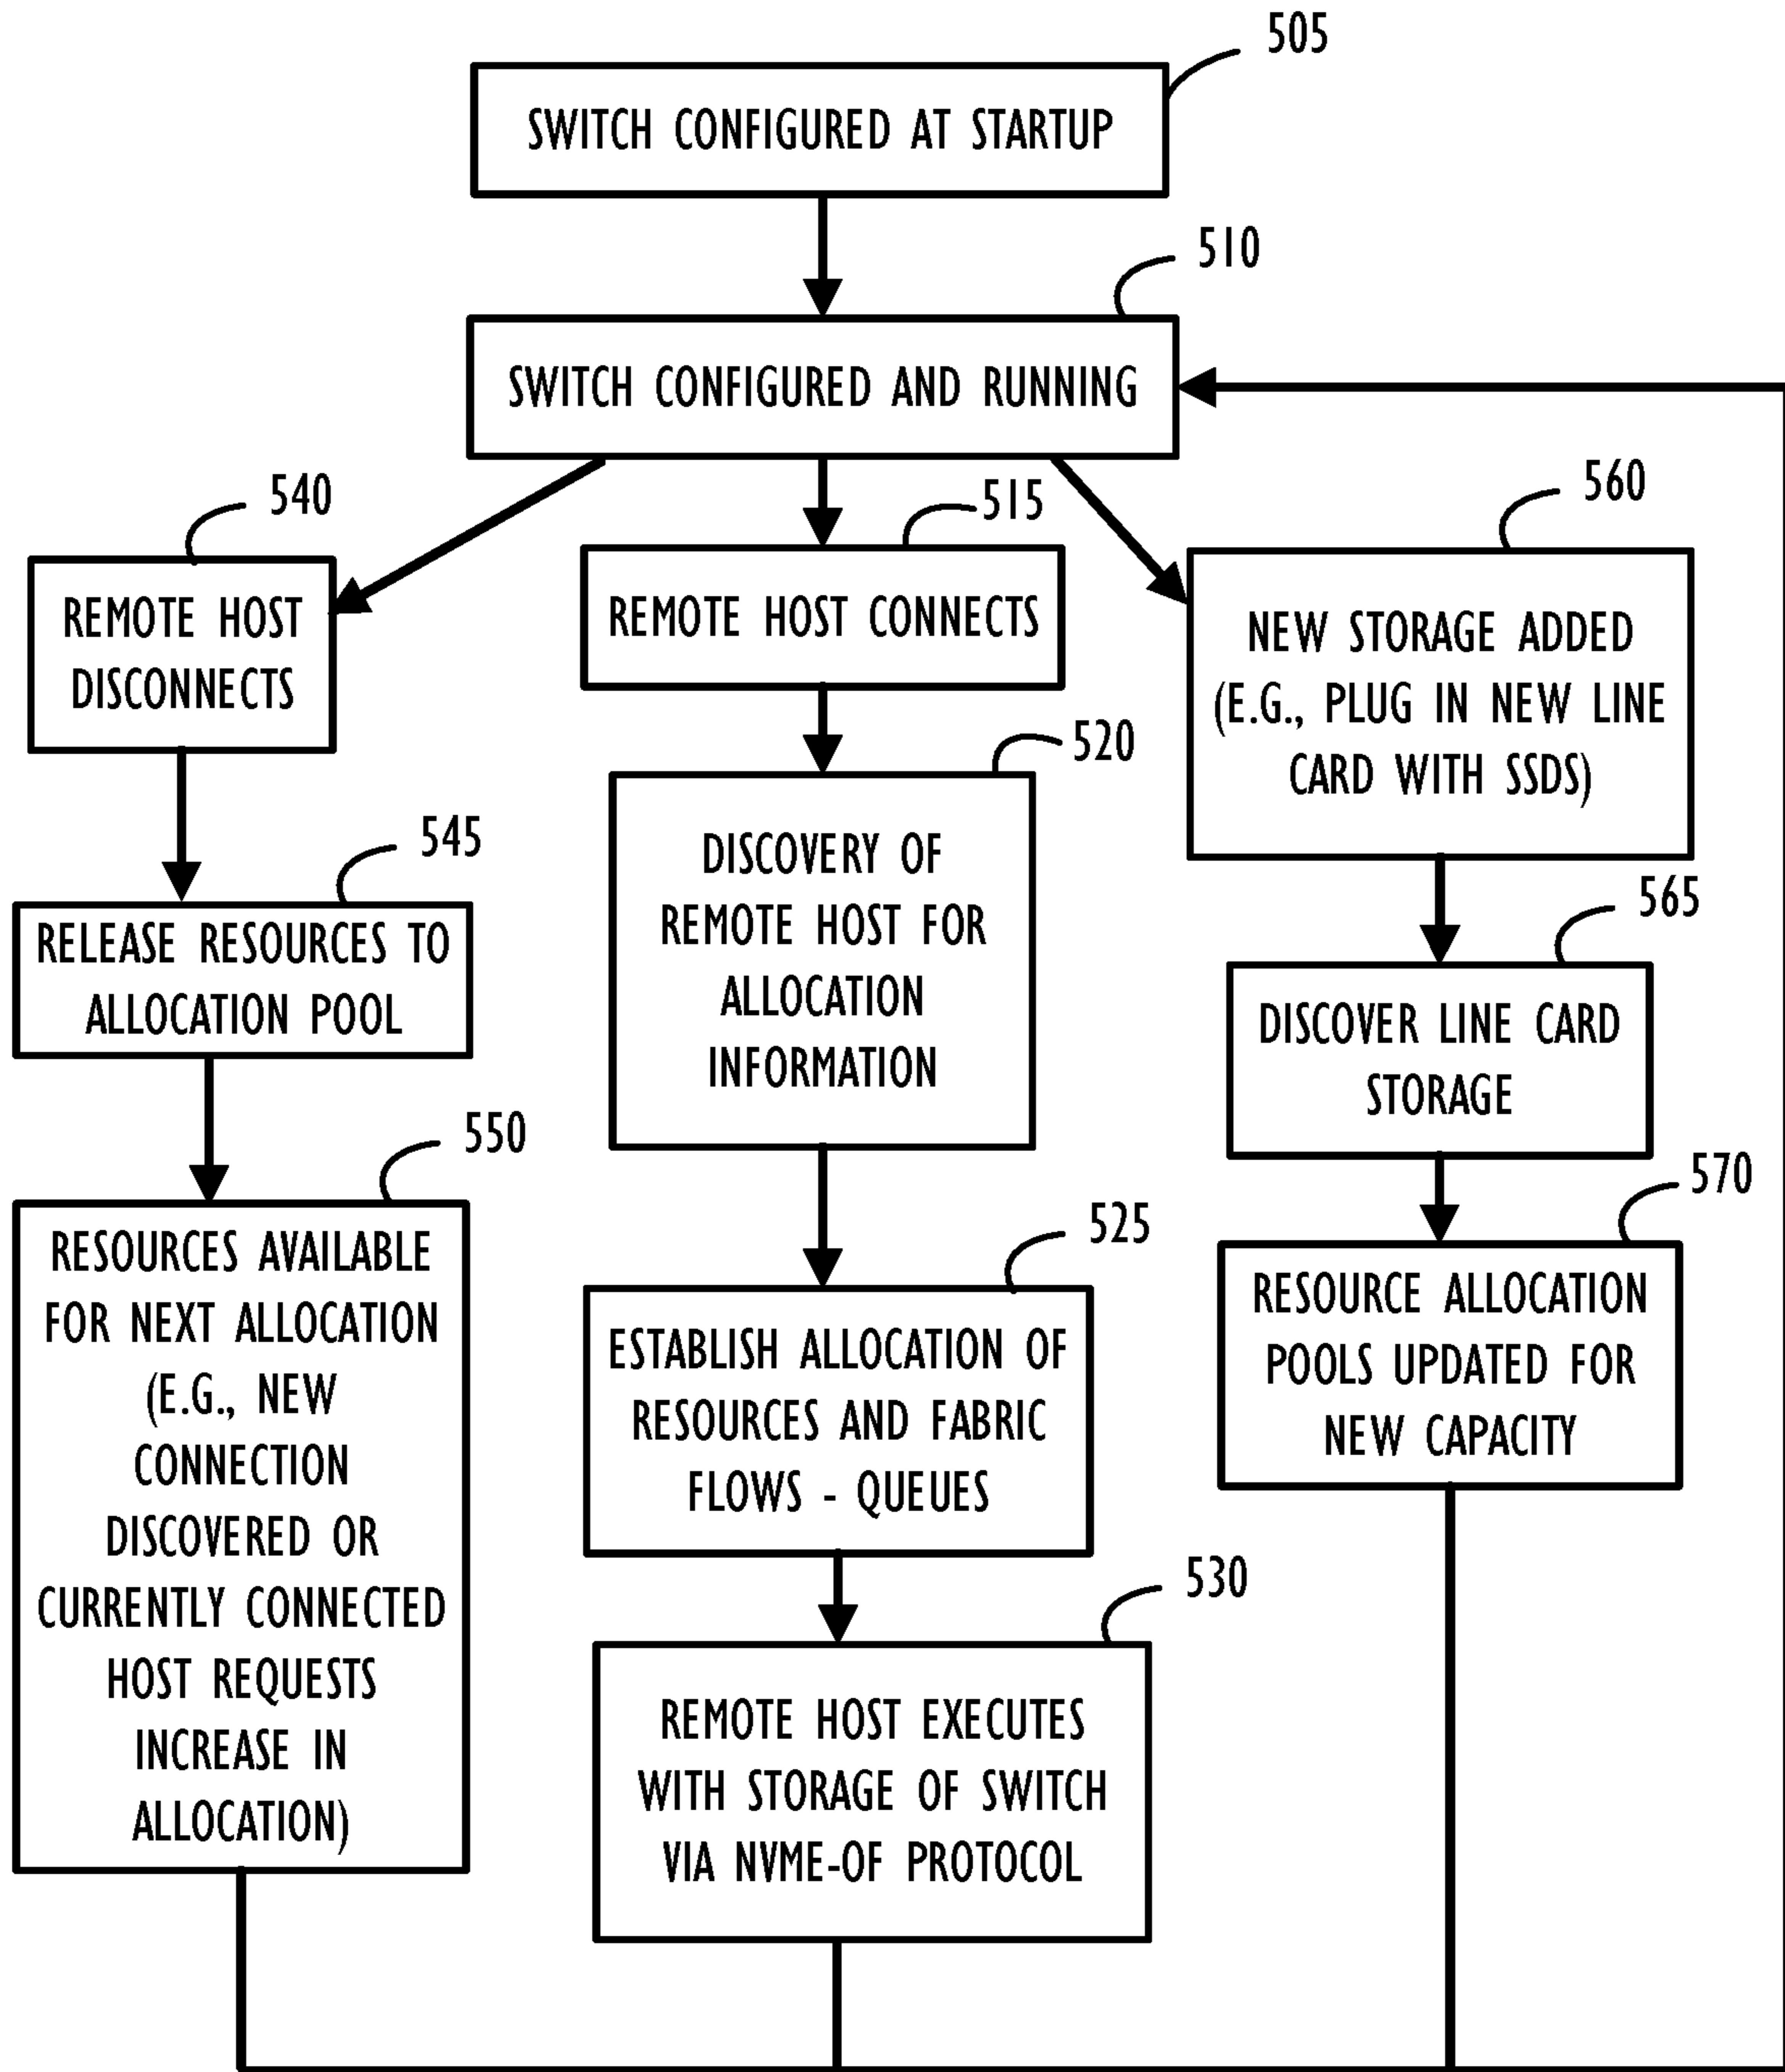 505
SWITCH CONFIGURED AT STARTUP
510
SWITCH CONFIGURED AND RUNNING
540
REMOTE HOST
DISCONNECTS
545
RELEASE RESOURCES TO
ALLOCATION POOL
550
RESOURCES AVAILABLE
FOR NEXT ALLOCATION
(E.G., NEW
CONNECTION
DISCOVERED OR
CURRENTLY CONNECTED
HOST REQUESTS
INCREASE IN
ALLOCATION)
515
REMOTE HOST CONNECTS
520
DISCOVERY OF
REMOTE HOST FOR
ALLOCATION
INFORMATION
525
ESTABLISH ALLOCATION OF
RESOURCES AND FABRIC
FLOWS - QUEUES
530
REMOTE HOST EXECUTES
WITH STORAGE OF SWITCH
VIA NVME-OF PROTOCOL
560
NEW STORAGE ADDED
(E.G., PLUG IN NEW LINE
CARD WITH SSDS)
565
DISCOVER LINE CARD
STORAGE
570
RESOURCE ALLOCATION
POOLS UPDATED FOR
NEW CAPACITY